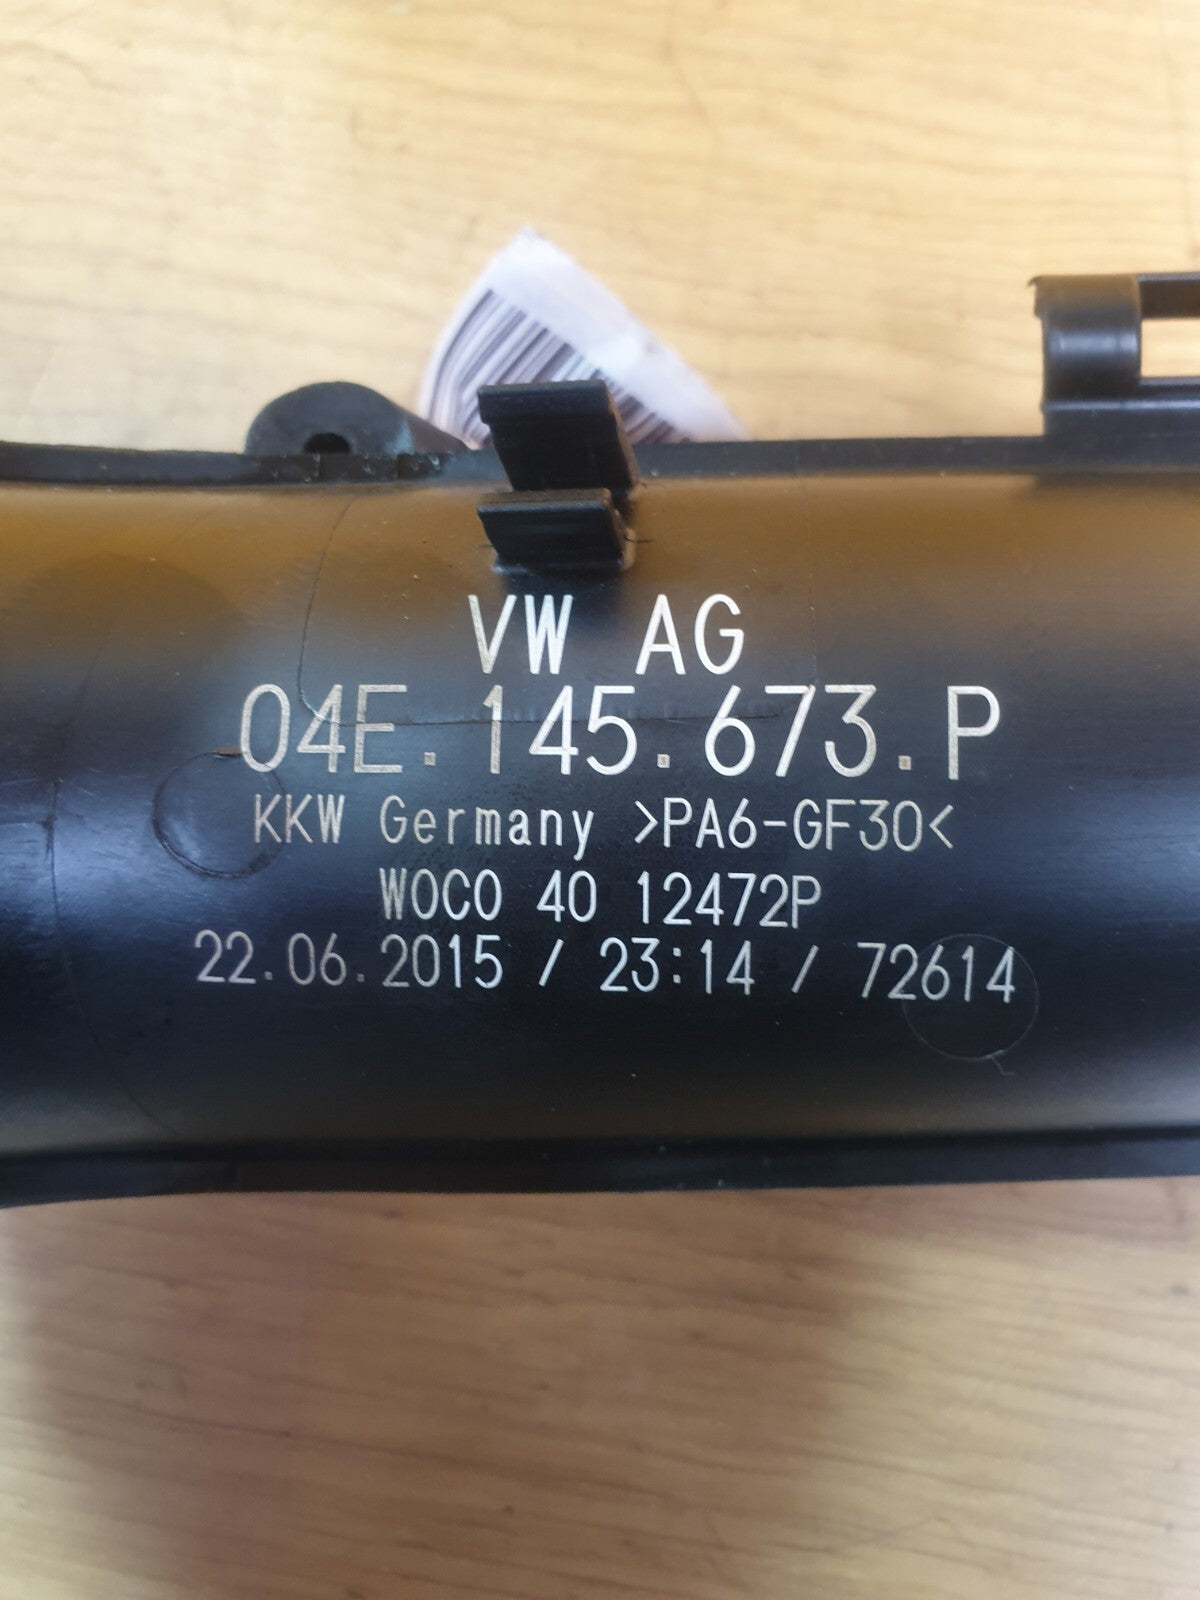 VW AG
04E.145.673.P
KKW Germany >PA6-GF30<
WOCO 40 12472P
22.06.2015 / 23:14 / 72614